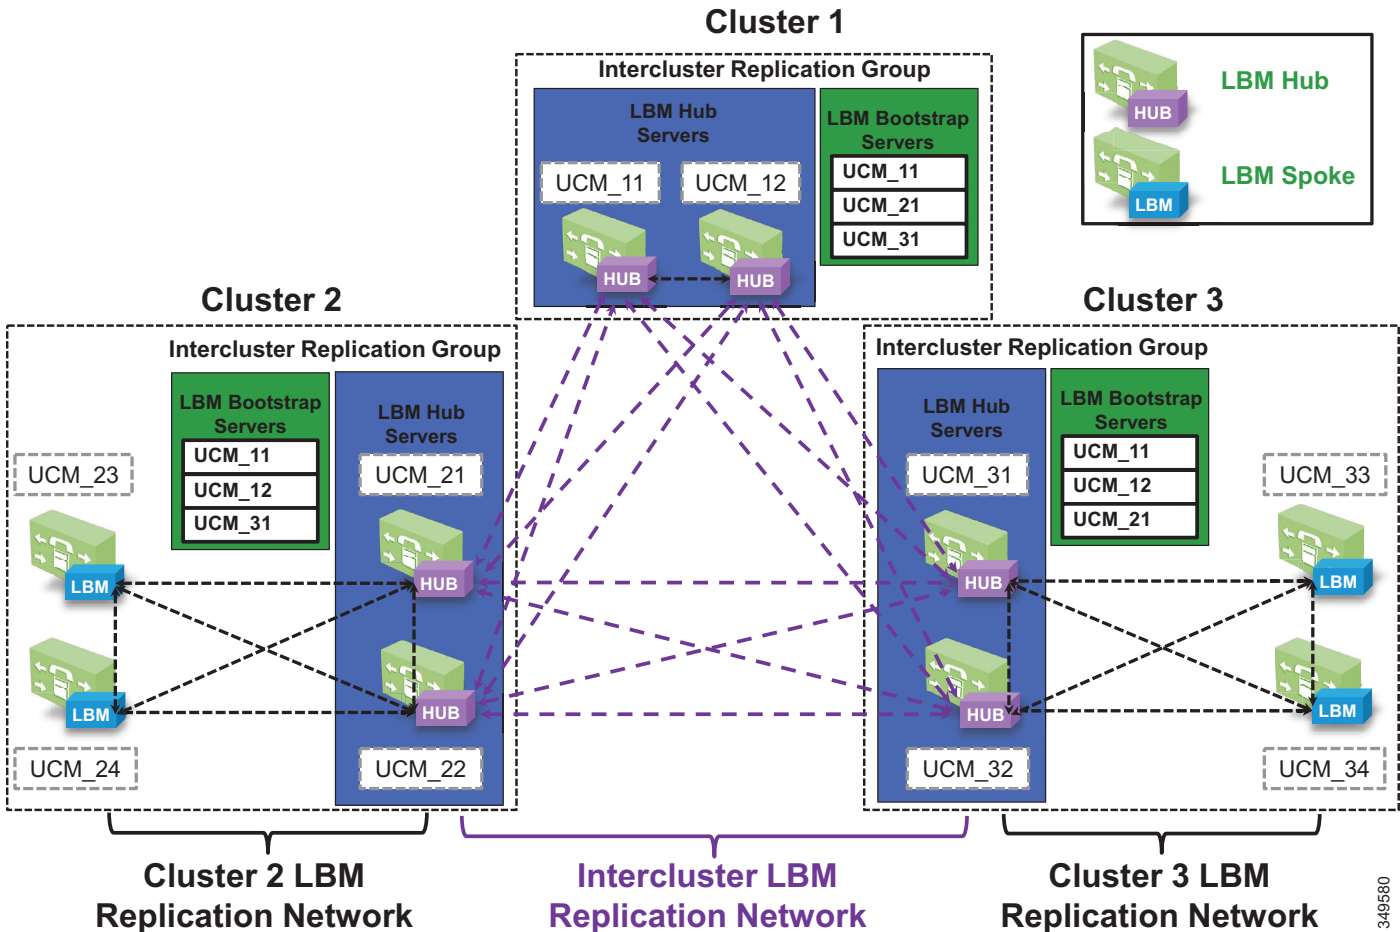 Cluster 1
Intercluster Replication Group
LBM Hub
Servers
UCM_11
UCM_12
HUB
HUB
LBM Bootstrap
Servers
UCM_11
UCM_21
UCM_31
HUB
LBM Hub
LBM
LBM Spoke
Cluster 2
Intercluster Replication Group
LBM Bootstrap
Servers
UCM_11
UCM_12
UCM_31
LBM Hub
Servers
UCM_23
UCM_21
LBM
HUB
LBM
HUB
UCM_24
UCM_22
Cluster 3
Intercluster Replication Group
LBM Hub
Servers
LBM Bootstrap
Servers
UCM_11
UCM_12
UCM_21
UCM_31
UCM_33
HUB
LBM
HUB
LBM
UCM_32
UCM_34
Cluster 2 LBM
Replication Network
Intercluster LBM
Replication Network
Cluster 3 LBM
Replication Network
349580